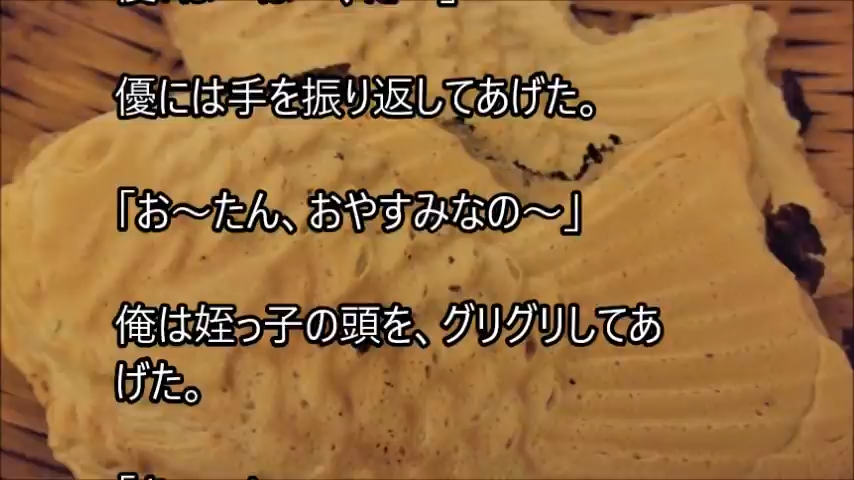 優には手を振り返してあげた。
「お～たん、おやすみなの～」
俺は姪っ子の頭を、グリグリしてあ
げた。